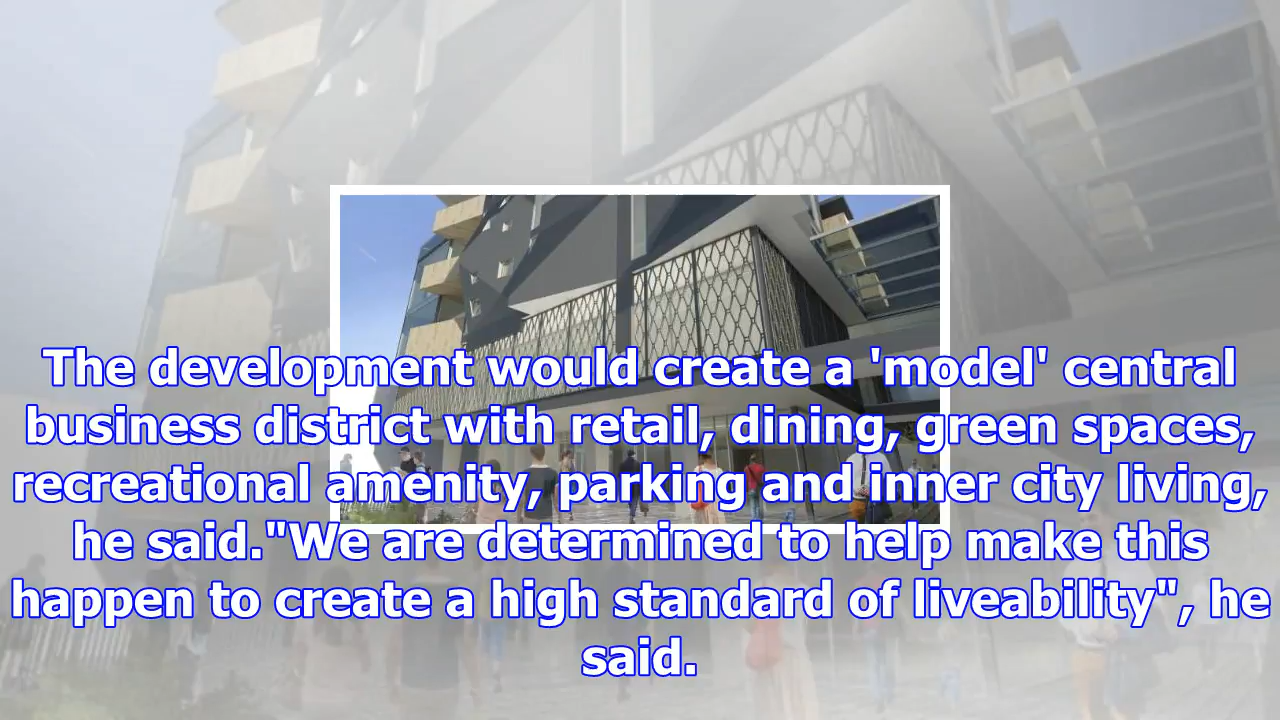 The development would create a 'model' central
business district with retail, dining, green spaces,
recreational amenity, parking and inner city living,
he said."We are determined to help make this
happen to create a high standard of liveability", he
said.